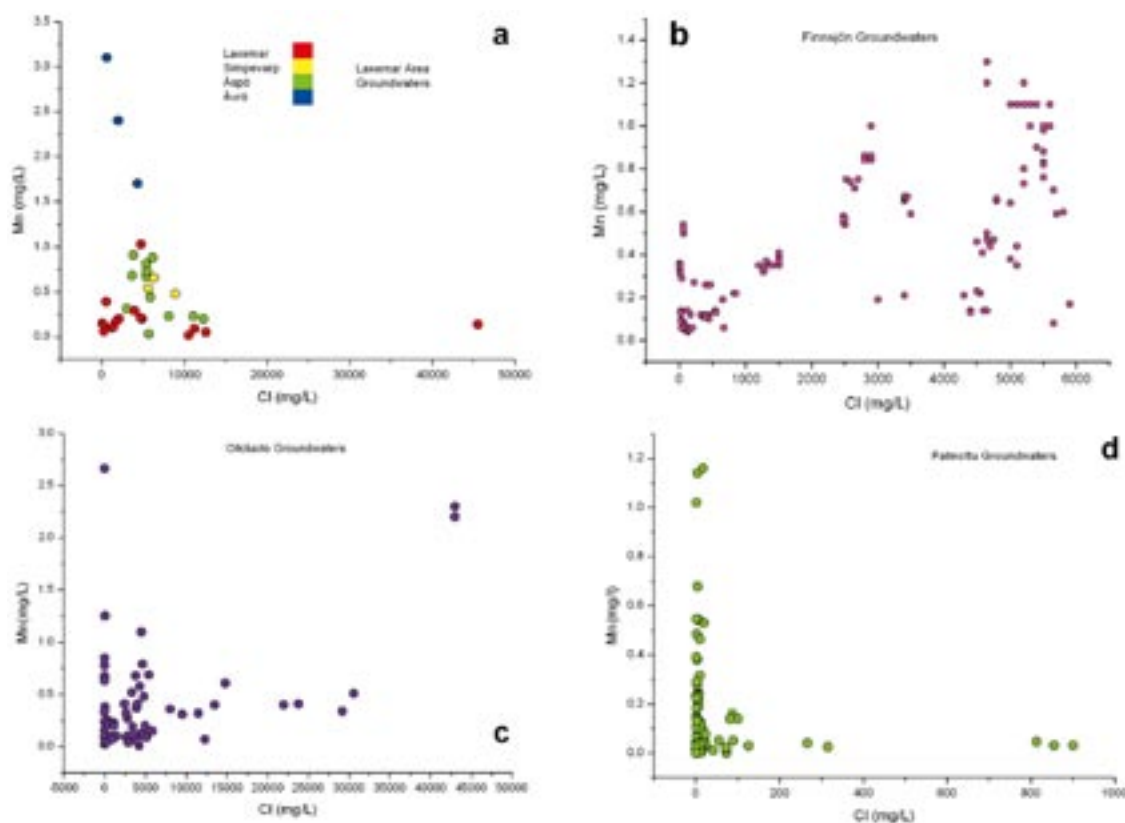 a
3.5
3.0
2.5
2.0
1.5
1.0
0.5
0.0
Mn (mg/L)
Laxemar
Simpevarp
Äspö
Ävrö
Laxemar Area
Groundwaters
0 10000 20000 30000 40000 50000
Cl (mg/L)
b
Finnsjön Groundwaters
1.4
1.2
1.0
0.8
0.6
0.4
0.2
0.0
Mn (mg/L)
0 1000 2000 3000 4000 5000 6000
Cl (mg/L)
c
Olkiluoto Groundwaters
3.0
2.5
2.0
1.5
1.0
0.5
0.0
Mn(mg/L)
-5000 0 5000 10000 15000 20000 25000 30000 35000 40000 45000 50000
Cl (mg/L)
d
Palmottu Groundwaters
1.2
1.0
0.8
0.6
0.4
0.2
0.0
Mn (mg/l)
0 200 400 600 800 1000
Cl (mg/L)